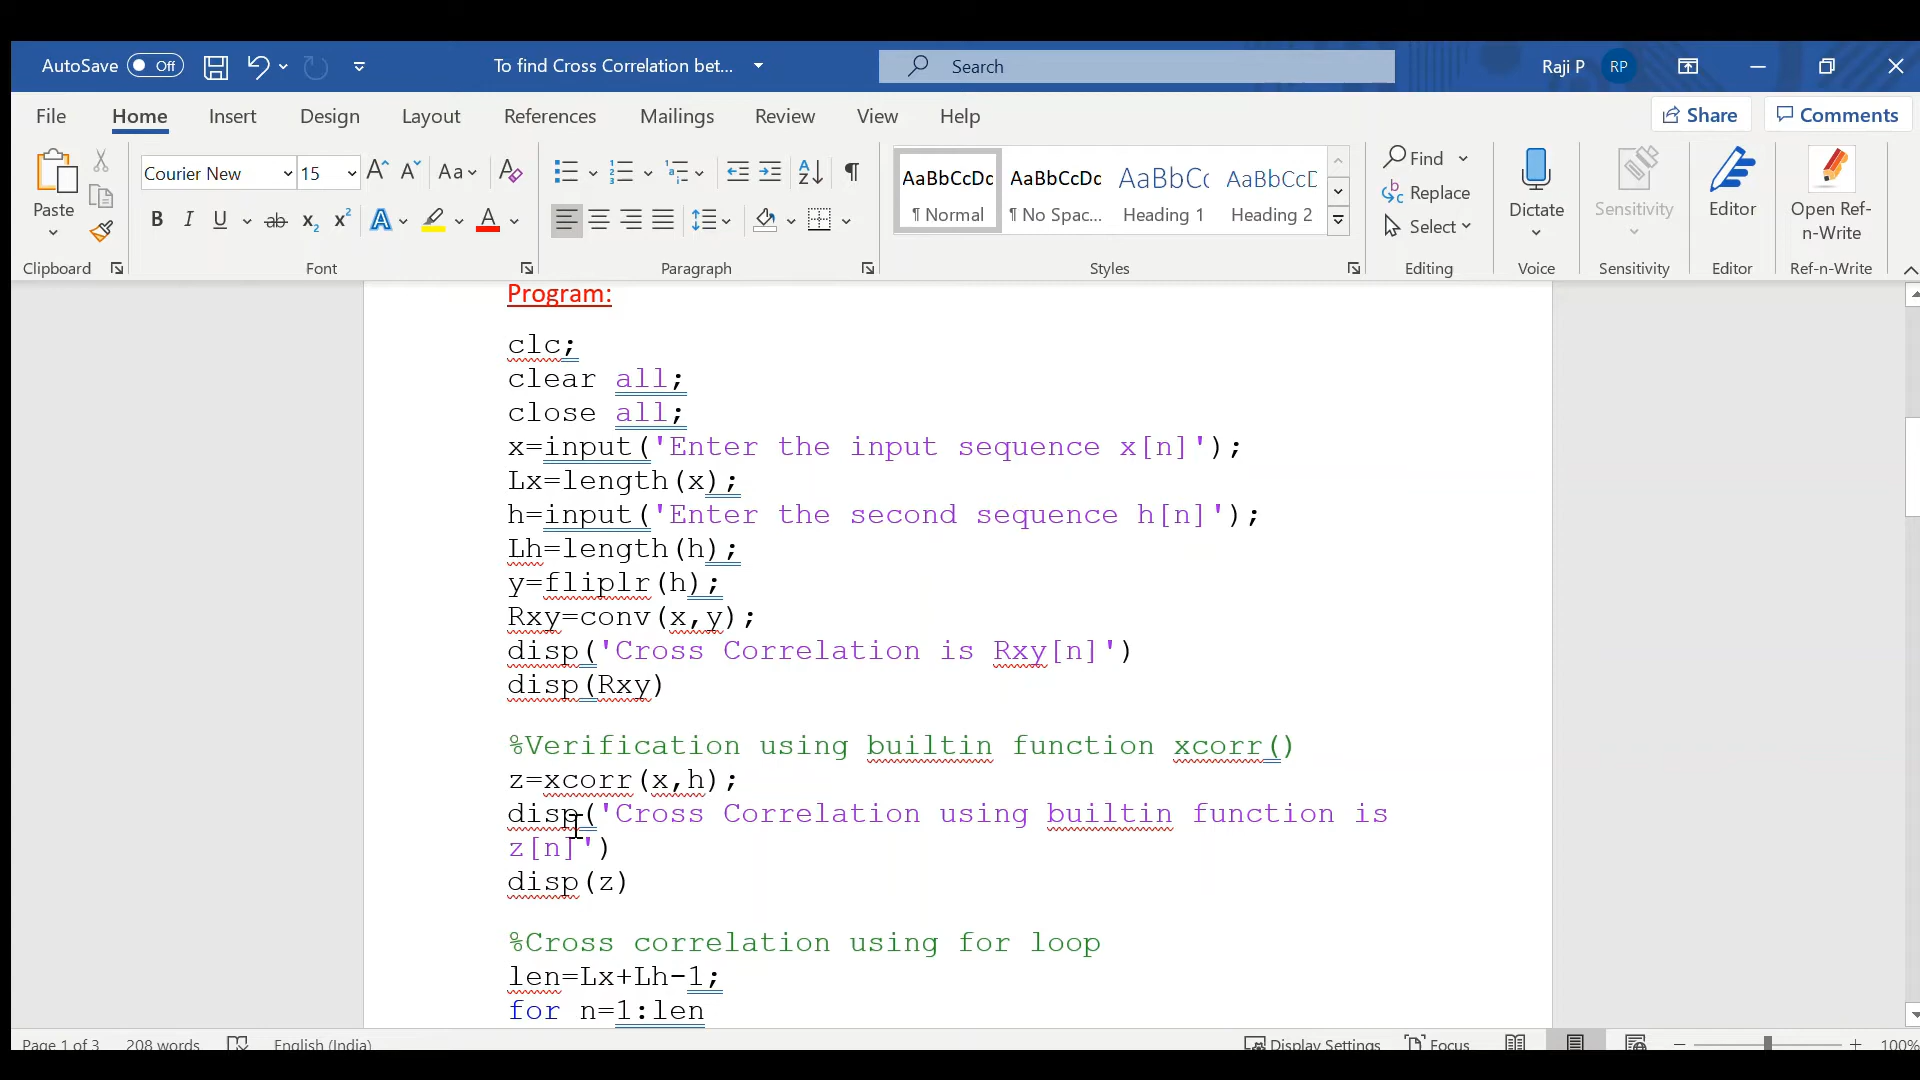 AutoSave Off To find Cross Correlation bet... Search Raji P RP
File Home Insert Design Layout References Mailings Review View Help Share Comments
Courier New 15 Aa AaBbCcDc AaBbCcDc AaBbCc AaBbCcD Find
Paste B I U ab x₂ x² A A ¶ Normal ¶ No Spac... Heading 1 Heading 2 Replace Select Dictate Sensitivity Editor Open Ref-
n-Write
Clipboard Font Paragraph Styles Editing Voice Sensitivity Editor Ref-n-Write
Program:
clc;
clear all;
close all;
x=input('Enter the input sequence x[n]');
Lx=length(x);
h=input('Enter the second sequence h[n]');
Lh=length(h);
y=fliplr(h);
Rxy=conv(x,y);
disp('Cross Correlation is Rxy[n]')
disp(Rxy)
%Verification using builtin function xcorr()
z=xcorr(x,h);
disp('Cross Correlation using builtin function is
z[n]')
disp(z)
%Cross correlation using for loop
len=Lx+Lh-1;
for n=1:len
Page 1 of 3 208 words English (India) Display Settings Focus 100%